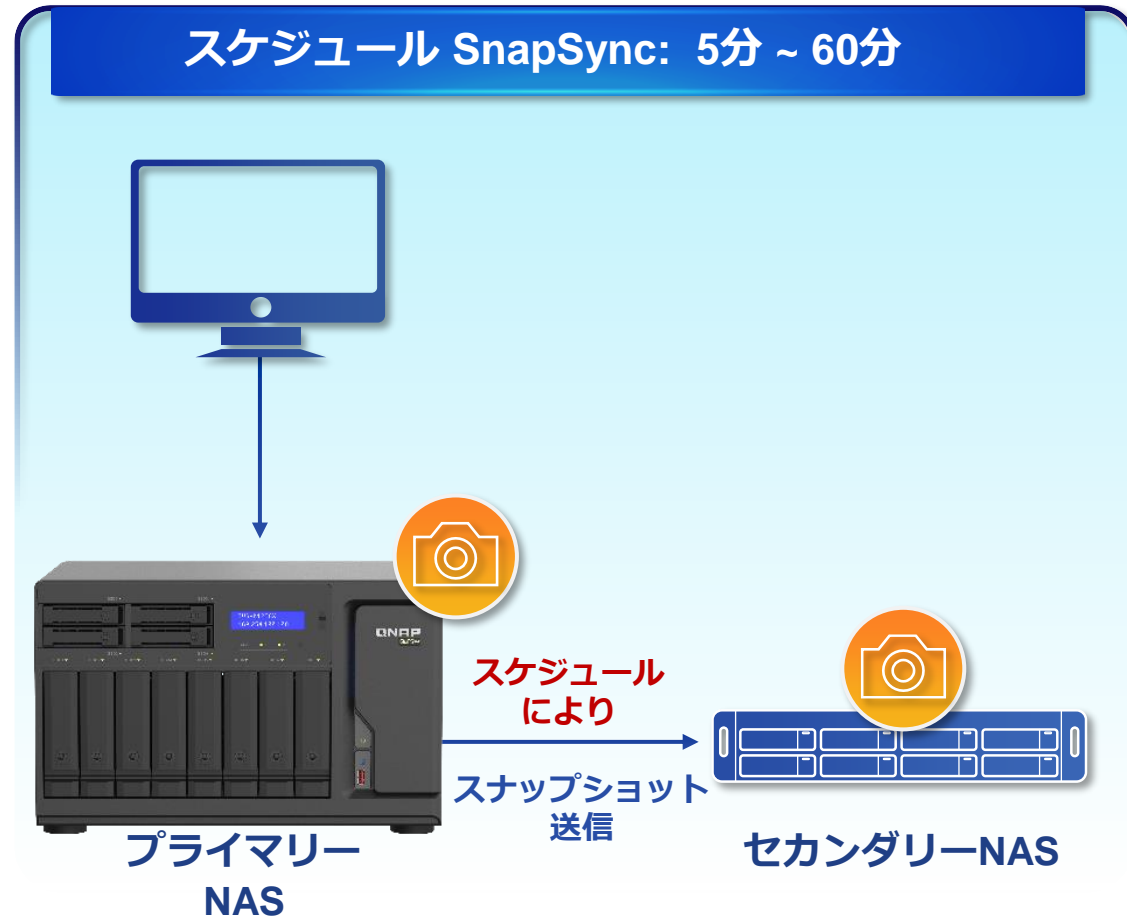 スケジュール SnapSync: 5分 ~ 60分
QNAP
スケジュール
により
スナップショット
送信
プライマリー
NAS
セカンダリーNAS